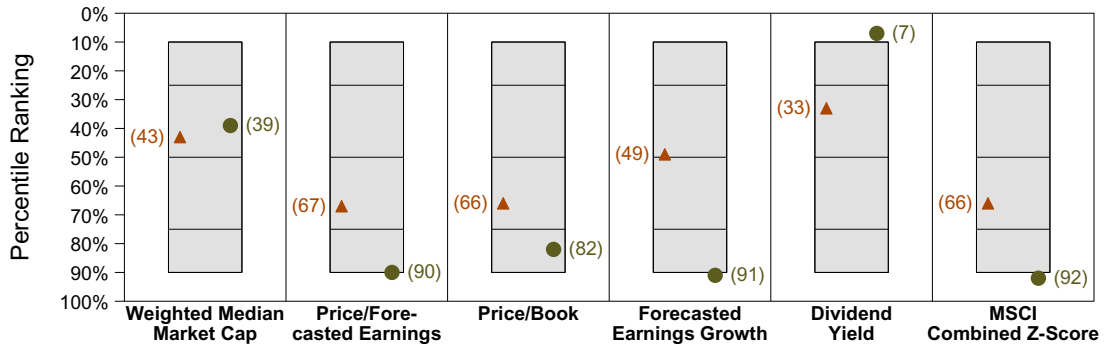 Percentile Ranking
0%
10%
20%
30%
40%
50%
60%
70%
80%
90%
100%
(43)
(39)
(67)
(90)
(66)
(82)
(49)
(91)
(33)
(7)
(66)
(92)
Weighted Median
Market Cap
Price/Fore-
casted Earnings
Price/Book
Forecasted
Earnings Growth
Dividend
Yield
MSCI
Combined Z-Score